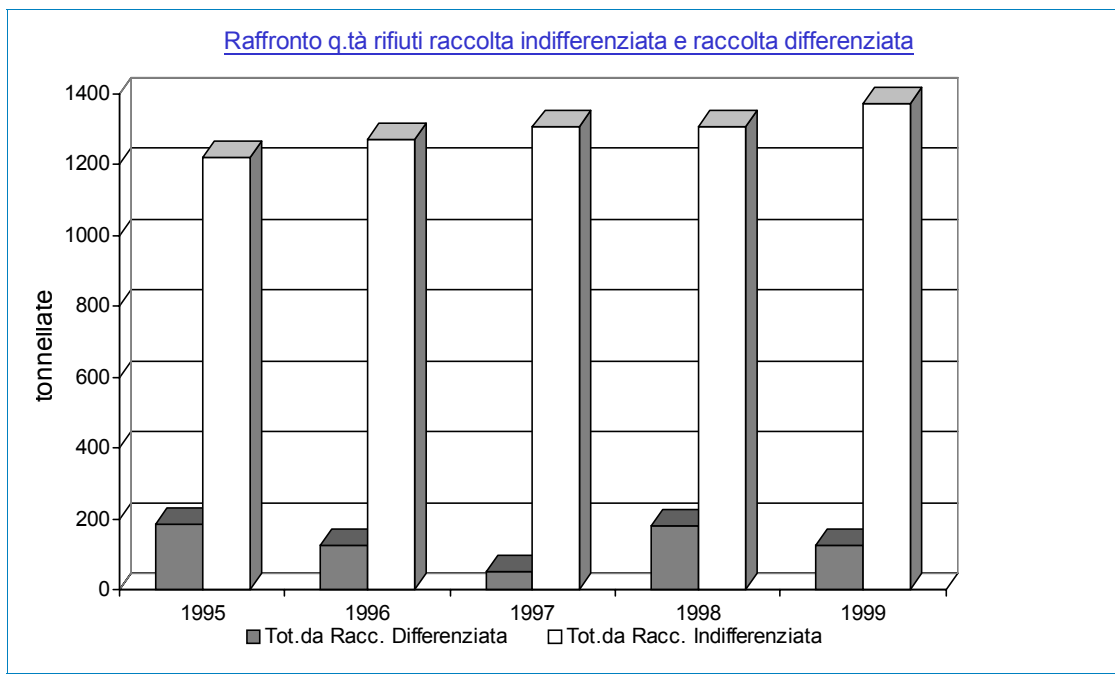 Raffronto q.tà rifiuti raccolta indifferenziata e raccolta differenziata
1400
1200
1000
800
600
400
200
0
tonnellate
1995 1996 1997 1998 1999
Tot.da Racc. Differenziata Tot.da Racc. Indifferenziata